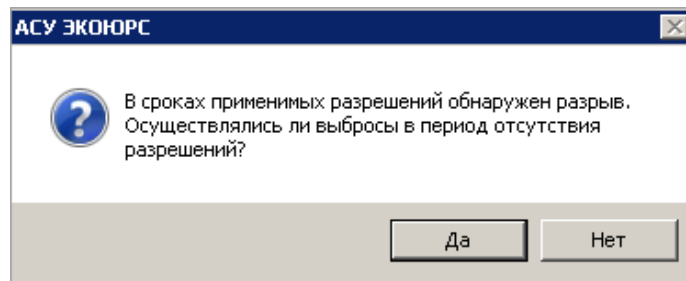 АСУ ЭКОЮРС
В сроках применимых разрешений обнаружен разрыв.
Осуществлялись ли выбросы в период отсутствия
разрешений?
Да
Нет